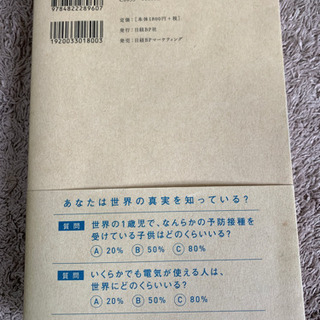 9784822289607
1920033018003
定価：［本体1800円＋税］
発行：日経BP社
発売：日経BPマーケティング
あなたは世界の真実を知っている？
質問 世界の1歳児で、なんらかの予防接種を
受けている子供はどのくらいいる？
A 20% B 50% C 80%
質問 いくらかでも電気が使える人は、
世界にどのくらいいる？
A 20% B 50% C 80%